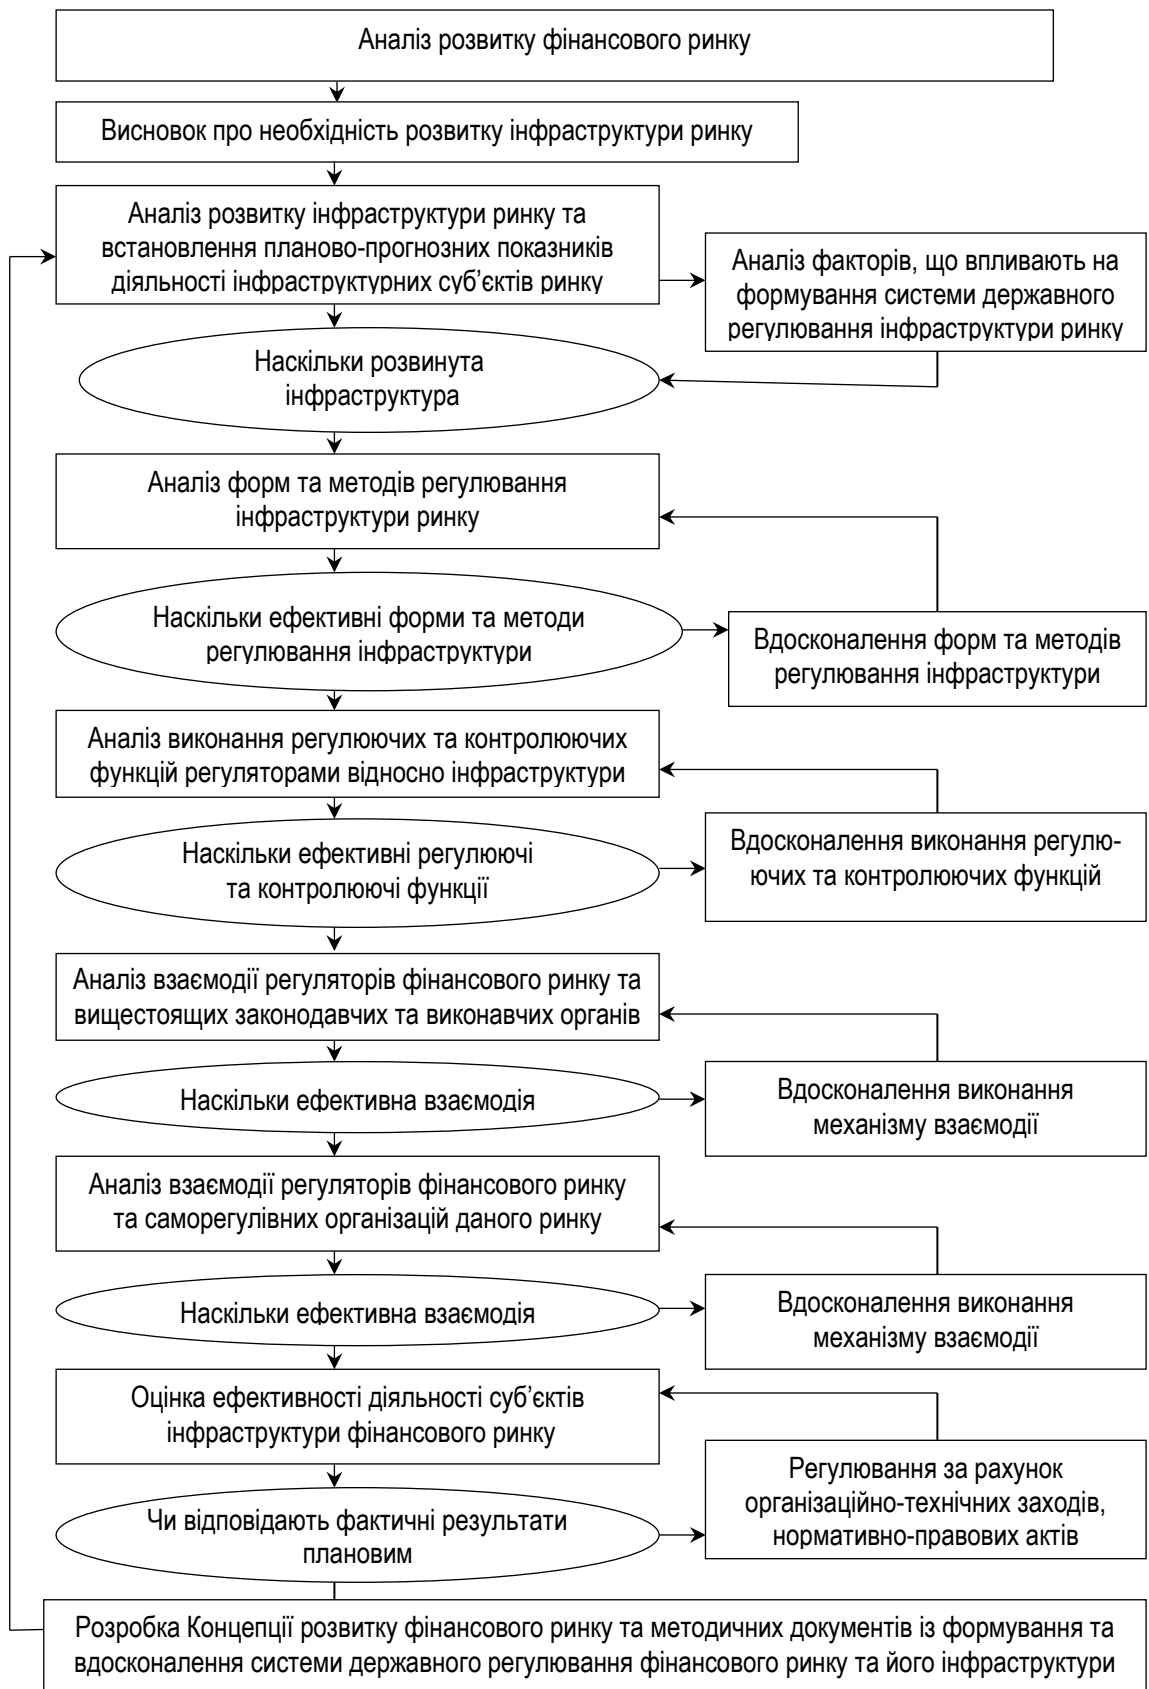 Аналіз розвитку фінансового ринку
Висновок про необхідність розвитку інфраструктури ринку
Аналіз розвитку інфраструктури ринку та
встановлення планово-прогнозних показників
діяльності інфраструктурних суб’єктів ринку
Аналіз факторів, що впливають на
формування системи державного
регулювання інфраструктури ринку
Наскільки розвинута
інфраструктура
Аналіз форм та методів регулювання
інфраструктури ринку
Наскільки ефективні форми та методи
регулювання інфраструктури
Вдосконалення форм та методів
регулювання інфраструктури
Аналіз виконання регулюючих та контролюючих
функцій регуляторами відносно інфраструктури
Наскільки ефективні регулюючі
та контролюючі функції
Вдосконалення виконання регулю-
ючих та контролюючих функцій
Аналіз взаємодії регуляторів фінансового ринку та
вищестоящих законодавчих та виконавчих органів
Наскільки ефективна взаємодія
Вдосконалення виконання
механізму взаємодії
Аналіз взаємодії регуляторів фінансового ринку
та саморегулівних організацій даного ринку
Наскільки ефективна взаємодія
Вдосконалення виконання
механізму взаємодії
Оцінка ефективності діяльності суб’єктів
інфраструктури фінансового ринку
Регулювання за рахунок
організаційно-технічних заходів,
нормативно-правових актів
Чи відповідають фактичні результати
плановим
Розробка Концепції розвитку фінансового ринку та методичних документів із формування та
вдосконалення системи державного регулювання фінансового ринку та його інфраструктури